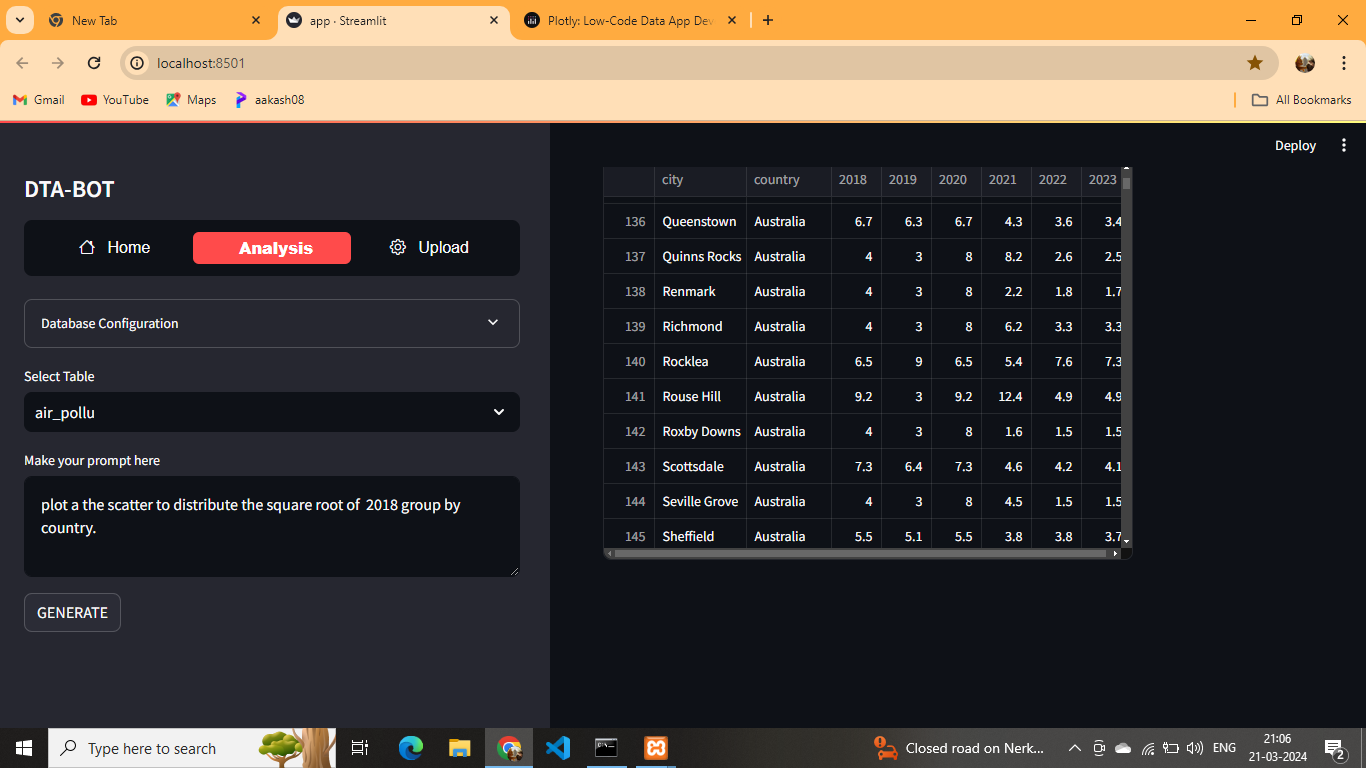 New Tab
app · Streamlit
Plotly: Low-Code Data App Dev
localhost:8501
Gmail
YouTube
Maps
aakash08
All Bookmarks
Deploy
DTA-BOT
Home
Analysis
Upload
Database Configuration
Select Table
air_pollu
Make your prompt here
plot a the scatter to distribute the square root of  2018 group by
country.
GENERATE
city country 2018 2019 2020 2021 2022 2023
136 Queenstown Australia 6.7 6.3 6.7 4.3 3.6 3.4
137 Quinns Rocks Australia 4 3 8 8.2 2.6 2.5
138 Renmark Australia 4 3 8 2.2 1.8 1.7
139 Richmond Australia 4 3 8 6.2 3.3 3.3
140 Rocklea Australia 6.5 9 6.5 5.4 7.6 7.3
141 Rouse Hill Australia 9.2 3 9.2 12.4 4.9 4.9
142 Roxby Downs Australia 4 3 8 1.6 1.5 1.5
143 Scottsdale Australia 7.3 6.4 7.3 4.6 4.2 4.1
144 Seville Grove Australia 4 3 8 4.5 1.5 1.5
145 Sheffield Australia 5.5 5.1 5.5 3.8 3.8 3.7
Type here to search
Closed road on Nerk...
ENG
21:06
21-03-2024
2